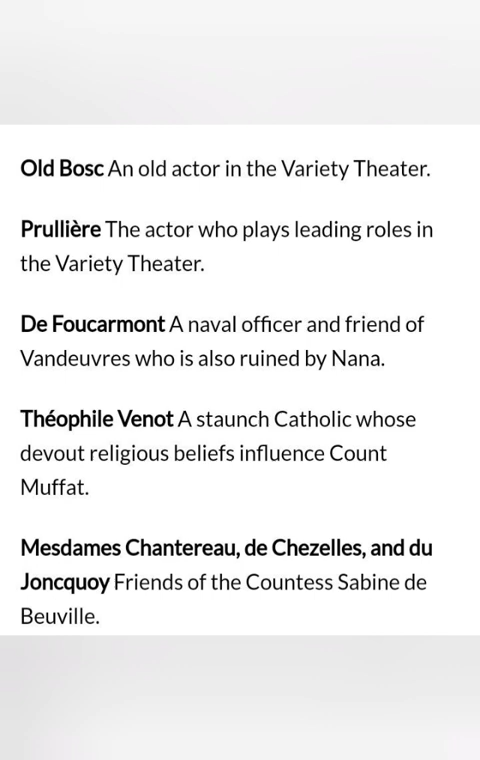 Old Bosc An old actor in the Variety Theater.
Prullière The actor who plays leading roles in
the Variety Theater.
De Foucarmont A naval officer and friend of
Vandeuvres who is also ruined by Nana.
Théophile Venot A staunch Catholic whose
devout religious beliefs influence Count
Muffat.
Mesdames Chantereau, de Chezelles, and du
Joncquoy Friends of the Countess Sabine de
Beuville.